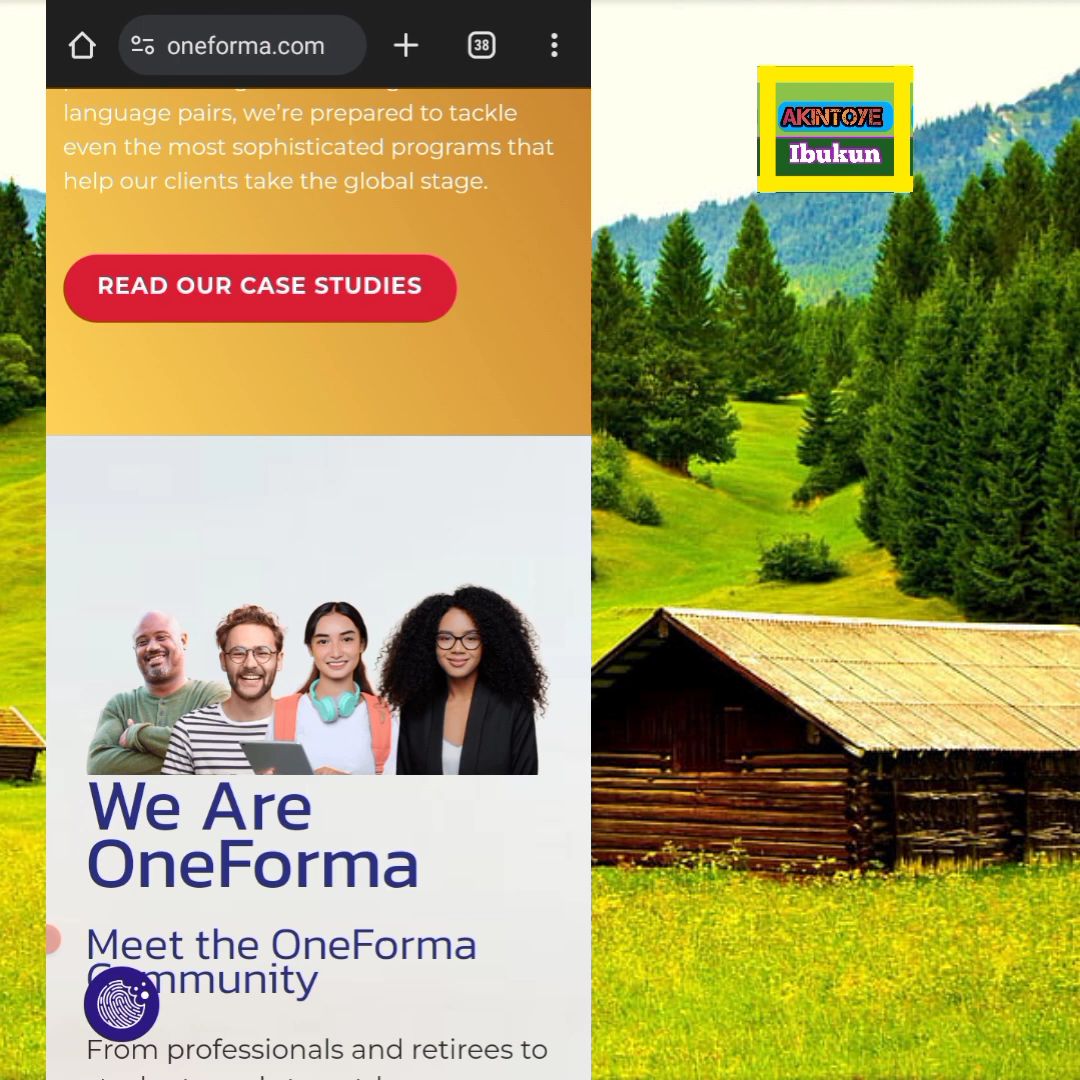 oneforma.com
38
language pairs, we’re prepared to tackle
even the most sophisticated programs that
help our clients take the global stage.
READ OUR CASE STUDIES
We Are
OneForma
Meet the OneForma
Community
From professionals and retirees to
AKINTOYE
Ibukun